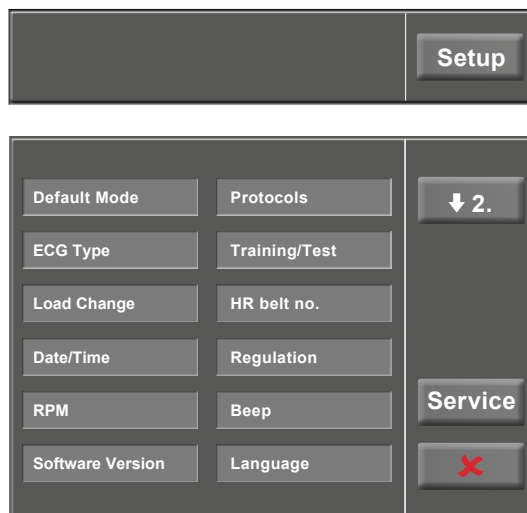 Setup
Default Mode
Protocols
2.
ECG Type
Training/Test
Load Change
HR belt no.
Date/Time
Regulation
RPM
Beep
Service
Software Version
Language